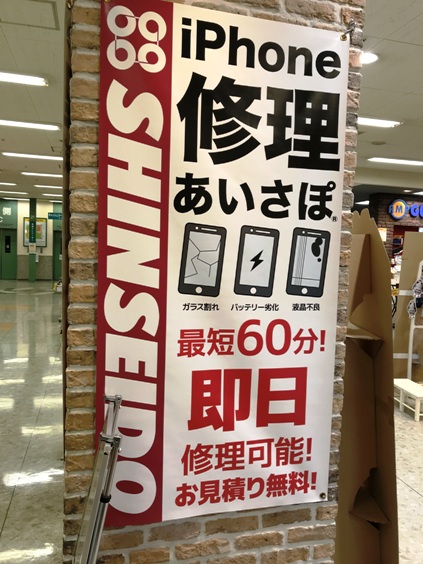 SHINSEIDO
iPhone
修理
あいさぽ®
ガラス割れ バッテリー劣化 液晶不良
最短60分!
即日
修理可能!
お見積り無料!
側